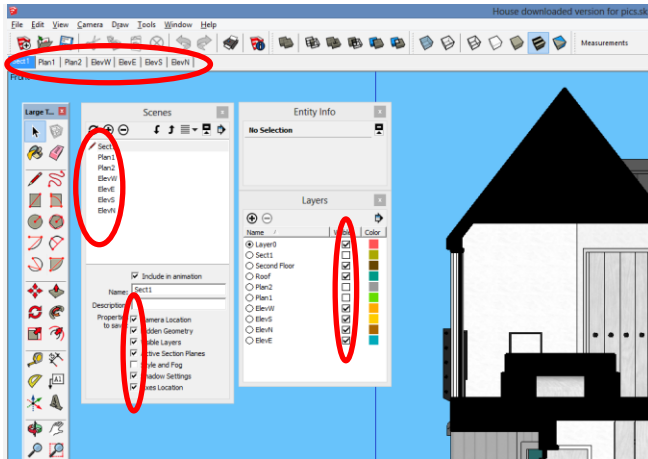 House downloaded version for pics.sk
File Edit View Camera Draw Tools Window Help
Measurements
Sect1 Plan1 Plan2 ElevW ElevE ElevS ElevN
Large T...
Scenes
Sect1
Plan1
Plan2
ElevW
ElevE
ElevS
ElevN
Include in animation
Name: Sect1
Description:
Properties to save:
Camera Location
Hidden Geometry
Visible Layers
Active Section Planes
Style and Fog
Shadow Settings
Axes Location
Entity Info
No Selection
Layers
Name Visible Color
Layer0
Sect1
Second Floor
Roof
Plan2
Plan1
ElevW
ElevS
ElevN
ElevE